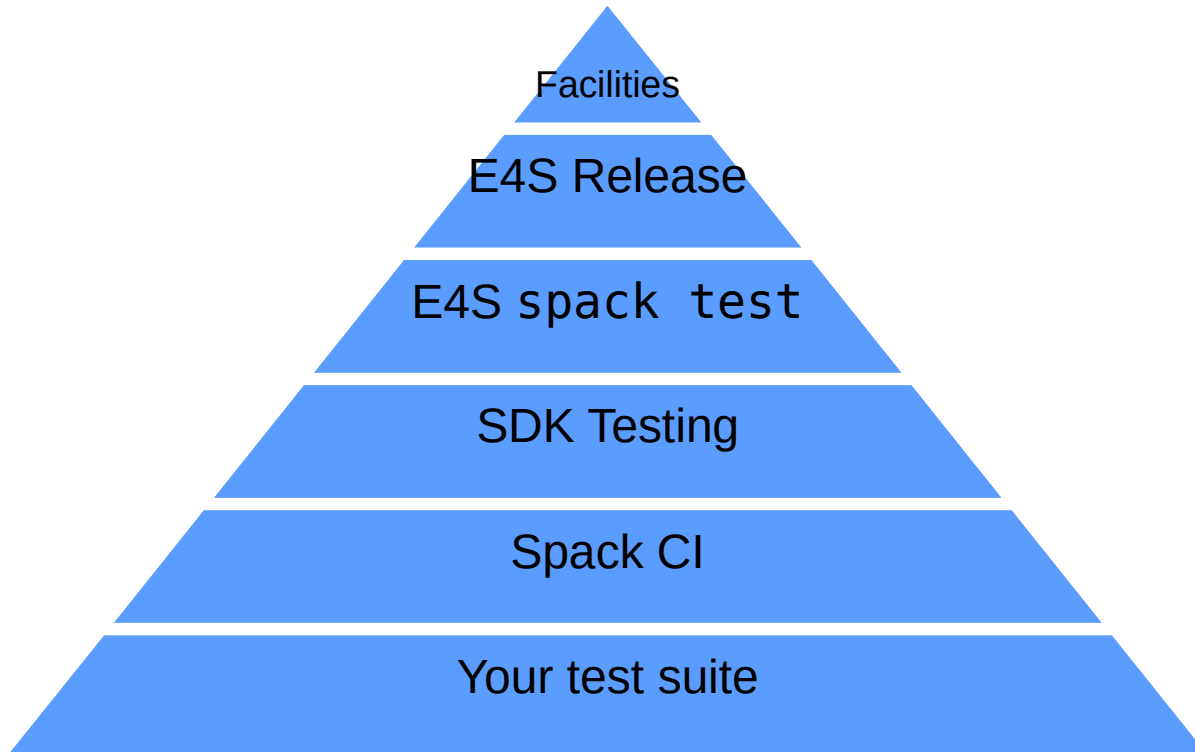 Facilities
E4S Release
E4S spack test
SDK Testing
Spack CI
Your test suite